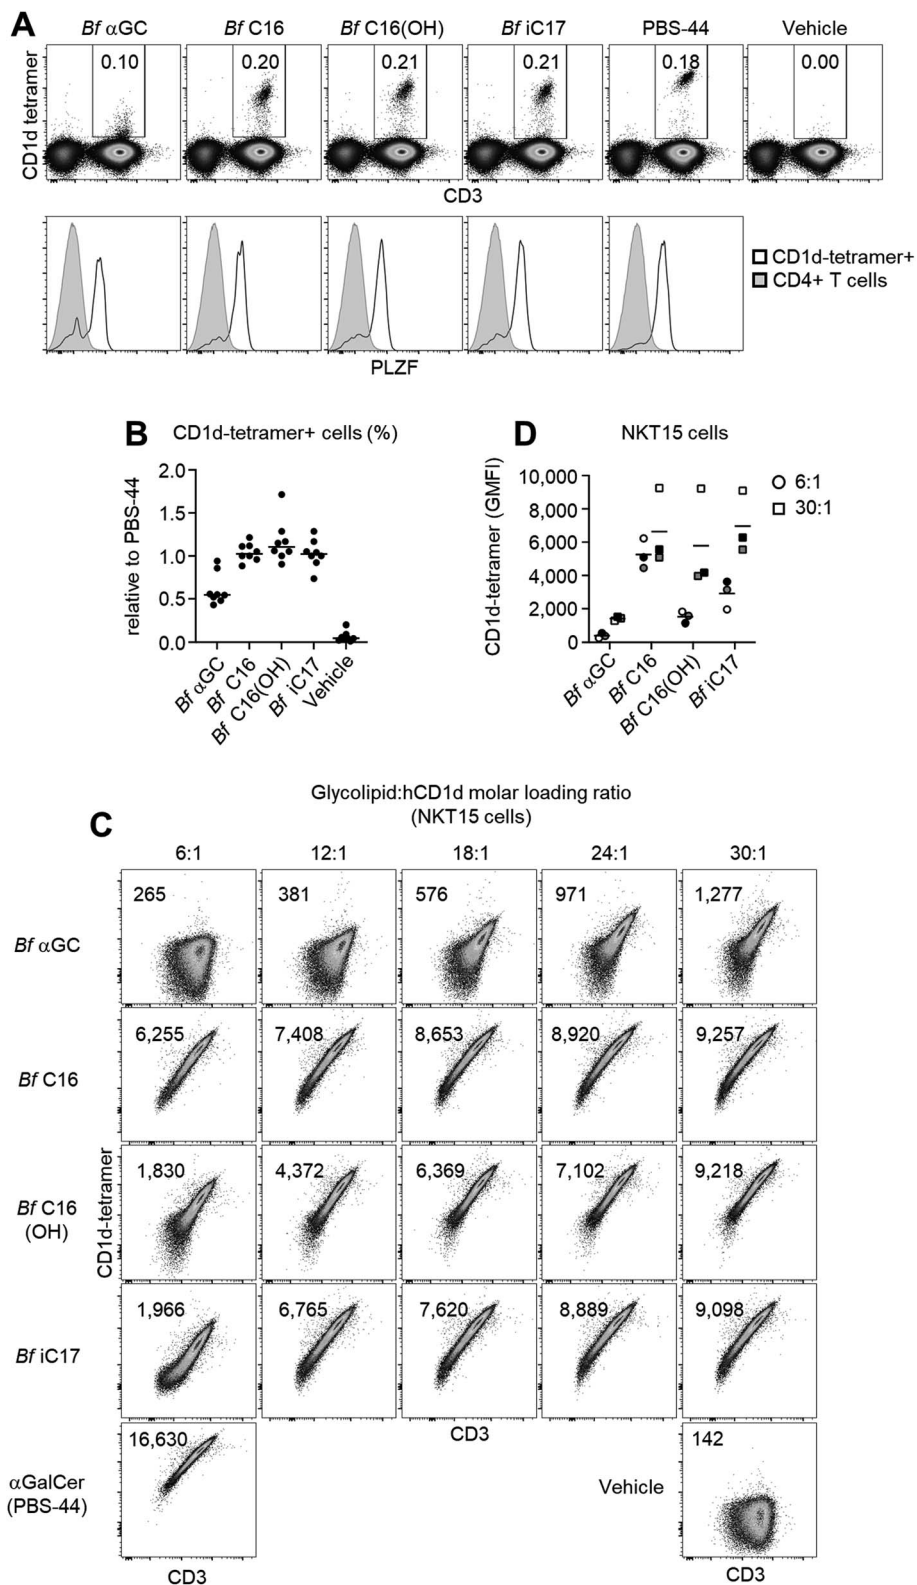 A
Bf αGC
Bf C16
Bf C16(OH)
Bf iC17
PBS-44
Vehicle
0.10
0.20
0.21
0.21
0.18
0.00
CD1d tetramer
CD3
CD1d-tetramer+
CD4+ T cells
PLZF
B
CD1d-tetramer+ cells (%)
relative to PBS-44
2.0
1.5
1.0
0.5
0.0
Bf αGC
Bf C16
Bf C16(OH)
Bf iC17
Vehicle
D
NKT15 cells
CD1d-tetramer (GMFI)
10,000
8,000
6,000
4,000
2,000
0
Bf αGC
Bf C16
Bf C16(OH)
Bf iC17
6:1
30:1
C
Glycolipid:hCD1d molar loading ratio
(NKT15 cells)
6:1
12:1
18:1
24:1
30:1
Bf αGC
265
381
576
971
1,277
Bf C16
6,255
7,408
8,653
8,920
9,257
Bf C16
(OH)
1,830
4,372
6,369
7,102
9,218
Bf iC17
1,966
6,765
7,620
8,889
9,098
CD1d-tetramer
CD3
αGalCer
(PBS-44)
16,630
CD3
Vehicle
142
CD3